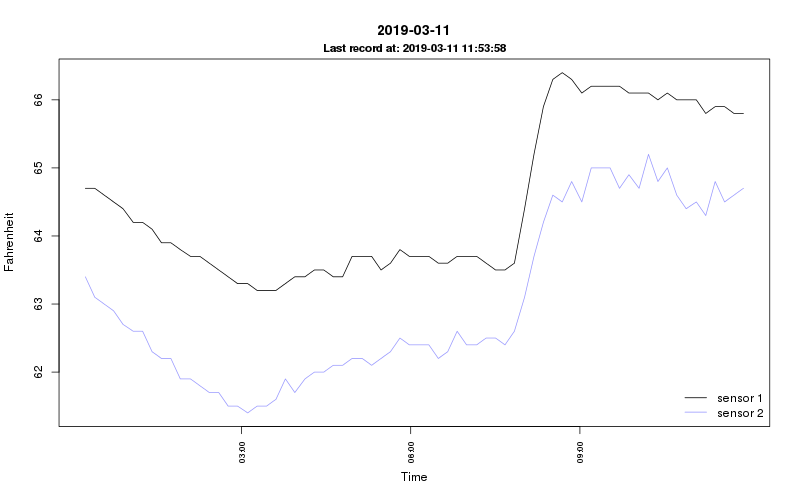 2019-03-11
Last record at: 2019-03-11 11:53:58
Fahrenheit
66
65
64
63
62
03:00
06:00
09:00
Time
sensor 1
sensor 2